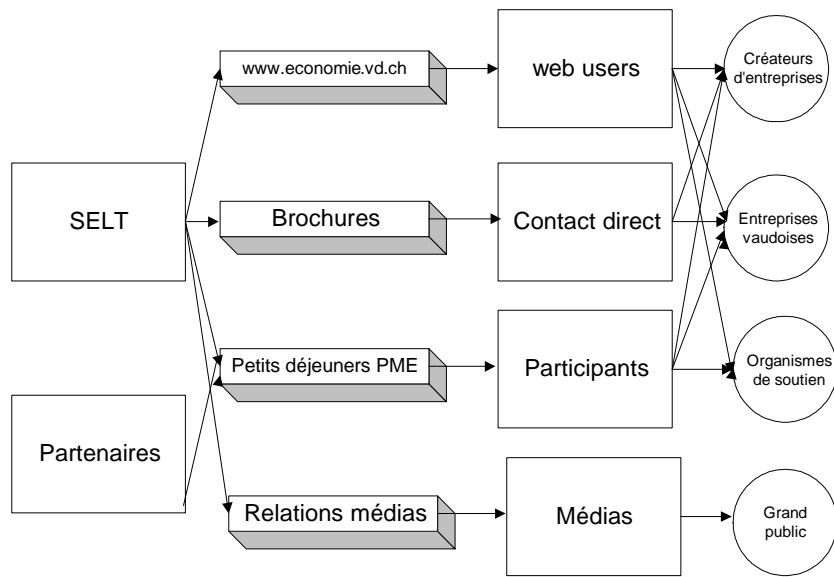 www.economie.vd.ch
web users
Créateurs
d'entreprises
SELT
Brochures
Contact direct
Entreprises
vaudoises
Petits déjeuners PME
Participants
Organismes
de soutien
Partenaires
Relations médias
Médias
Grand
public